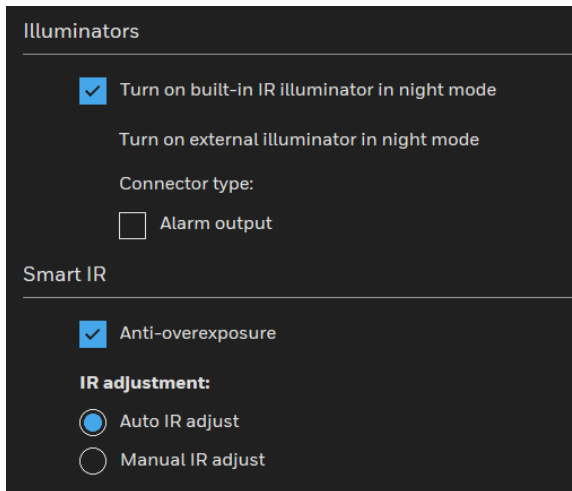 Illuminators
Turn on built-in IR illuminator in night mode
Turn on external illuminator in night mode
Connector type:
Alarm output
Smart IR
Anti-overexposure
IR adjustment:
Auto IR adjust
Manual IR adjust